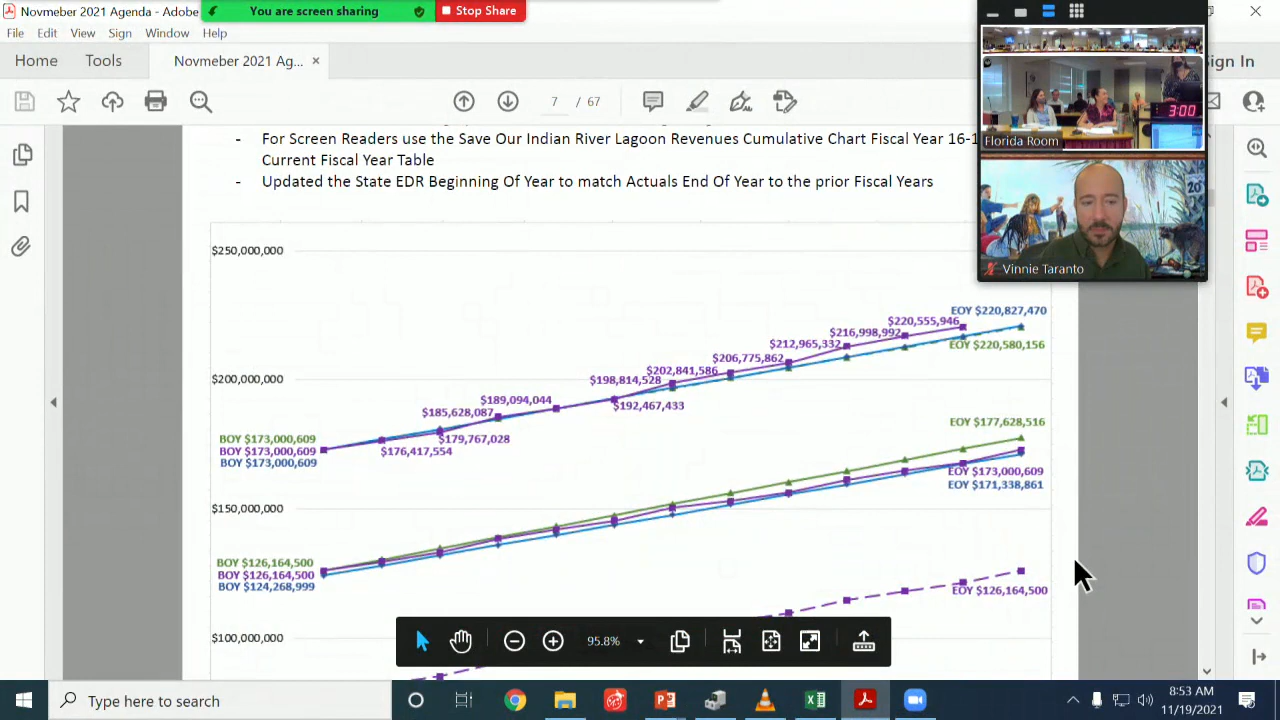 Novmeber 2021 Agenda - Adobe
You are screen sharing
Stop Share
File Edit View Sign Window Help
Home Tools Novmeber 2021 Ag... × Sign In
7 / 67
- For Screen Readers use the Save Our Indian River Lagoon Revenues Cumulative Chart Fiscal Year 16-1
Current Fiscal Year Table
- Updated the State EDR Beginning Of Year to match Actuals End Of Year to the prior Fiscal Years
3:00
Florida Room
20
Vinnie Taranto
$250,000,000
EOY $220,827,470
$220,555,946
$216,998,992
$212,965,332
EOY $220,580,156
$206,775,862
$202,841,586
$200,000,000
$198,814,528
$189,094,044
$192,467,433
$185,628,087
EOY $177,628,516
BOY $173,000,609
$179,767,028
BOY $173,000,609
$176,417,554
BOY $173,000,609
EOY $173,000,609
EOY $171,338,861
$150,000,000
BOY $126,164,500
BOY $126,164,500
BOY $124,268,999
EOY $126,164,500
$100,000,000
95.8%
Type here to search
8:53 AM
11/19/2021